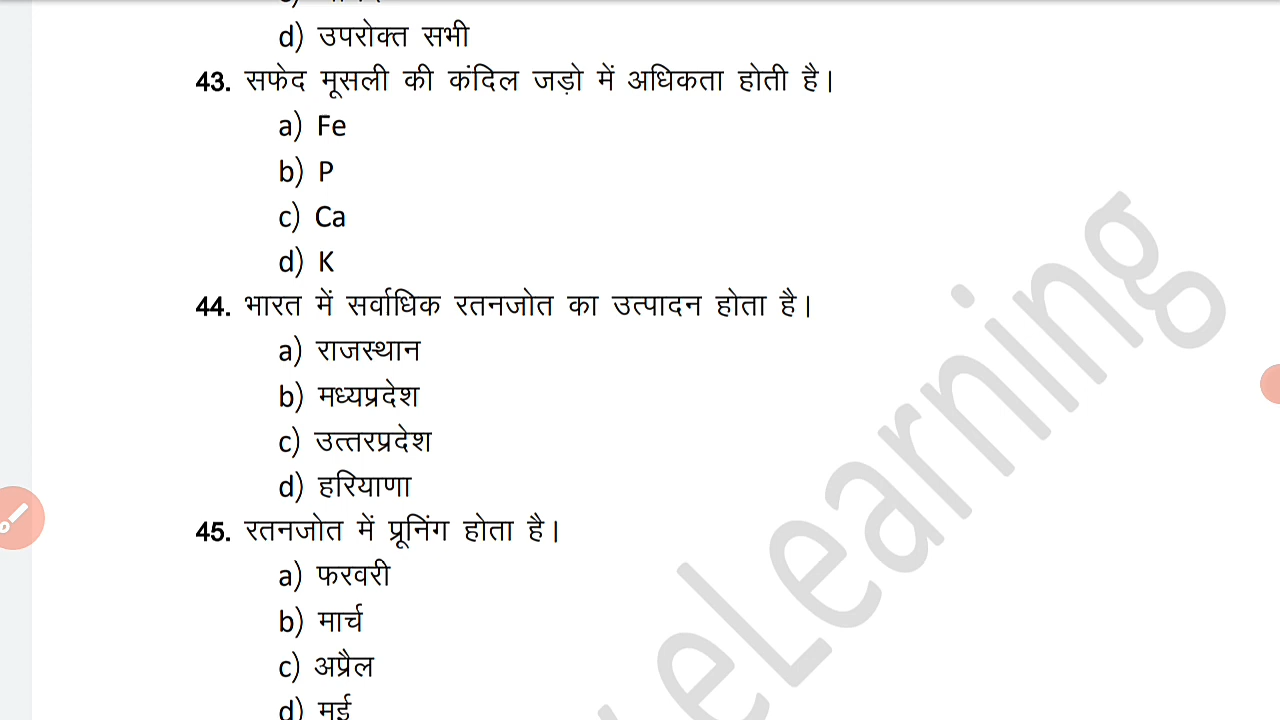 d) उपरोक्त सभी
43. सफेद मूसली की कंदिल जड़ो में अधिकता होती है।
a) Fe
b) P
c) Ca
d) K
44. भारत में सर्वाधिक रतनजोत का उत्पादन होता है।
a) राजस्थान
b) मध्यप्रदेश
c) उत्तरप्रदेश
d) हरियाणा
45. रतनजोत में प्रूनिंग होता है।
a) फरवरी
b) मार्च
c) अप्रैल
d) मई
eLearning